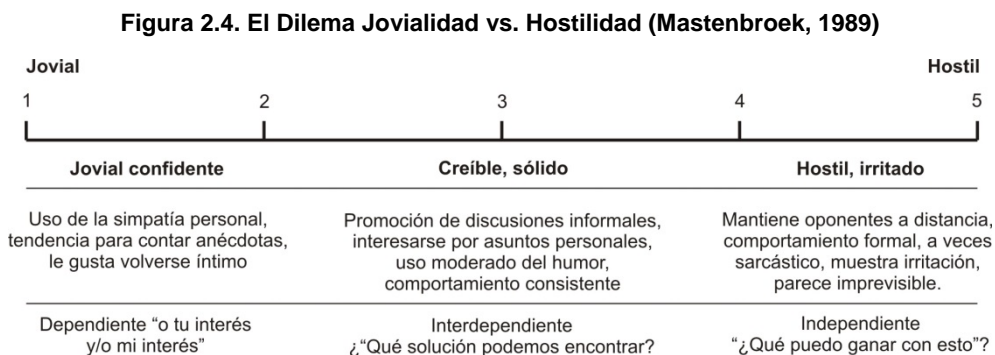 Figura 2.4. El Dilema Jovialidad vs. Hostilidad (Mastenbroek, 1989)
Jovial Hostil
1 2 3 4 5
Jovial confidente Creíble, sólido Hostil, irritado
Uso de la simpatía personal,
tendencia para contar anécdotas,
le gusta volverse íntimo
Promoción de discusiones informales,
interesarse por asuntos personales,
uso moderado del humor,
comportamiento consistente
Mantiene oponentes a distancia,
comportamiento formal, a veces
sarcástico, muestra irritación,
parece imprevisible.
Dependiente “o tu interés
y/o mi interés”
Interdependiente
¿“Qué solución podemos encontrar?
Independiente
“¿Qué puedo ganar con esto”?